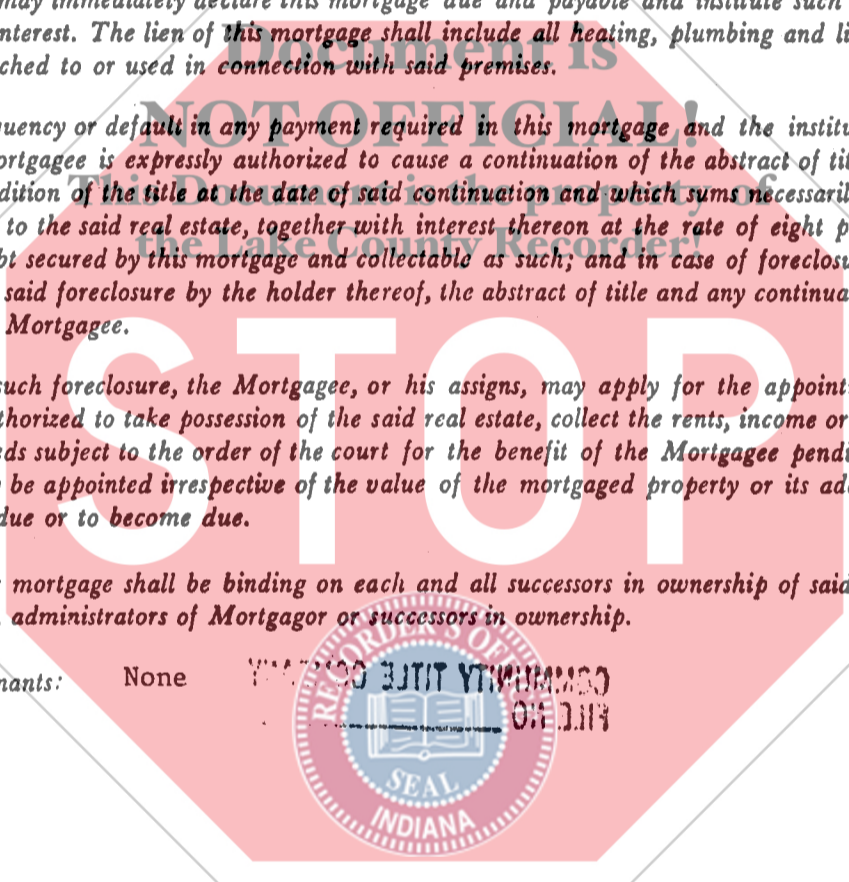 may immediately declare this mortgage due and payable and institute such
nterest. The lien of this mortgage shall include all heating, plumbing and li
ched to or used in connection with said premises.
uency or default in any payment required in this mortgage and the institu
ortgagee is expressly authorized to cause a continuation of the abstract of tit
dition of the title at the date of said continuation and which sums necessaril
to the said real estate, together with interest thereon at the rate of eight p
bt secured by this mortgage and collectable as such; and in case of foreclosu
said foreclosure by the holder thereof, the abstract of title and any continua
Mortgagee.
such foreclosure, the Mortgagee, or his assigns, may apply for the appoint
thorized to take possession of the said real estate, collect the rents, income or
ds subject to the order of the court for the benefit of the Mortgagee pendi
be appointed irrespective of the value of the mortgaged property or its ad
due or to become due.
mortgage shall be binding on each and all successors in ownership of said
administrators of Mortgagor or successors in ownership.
nants: None
COMMUNITY TITLE COMPANY
FILE NO
Document is
NOT OFFICIAL!
This Document is the property of
the Lake County Recorder!
STOP
RECORDER'S OFFICE
SEAL
INDIANA